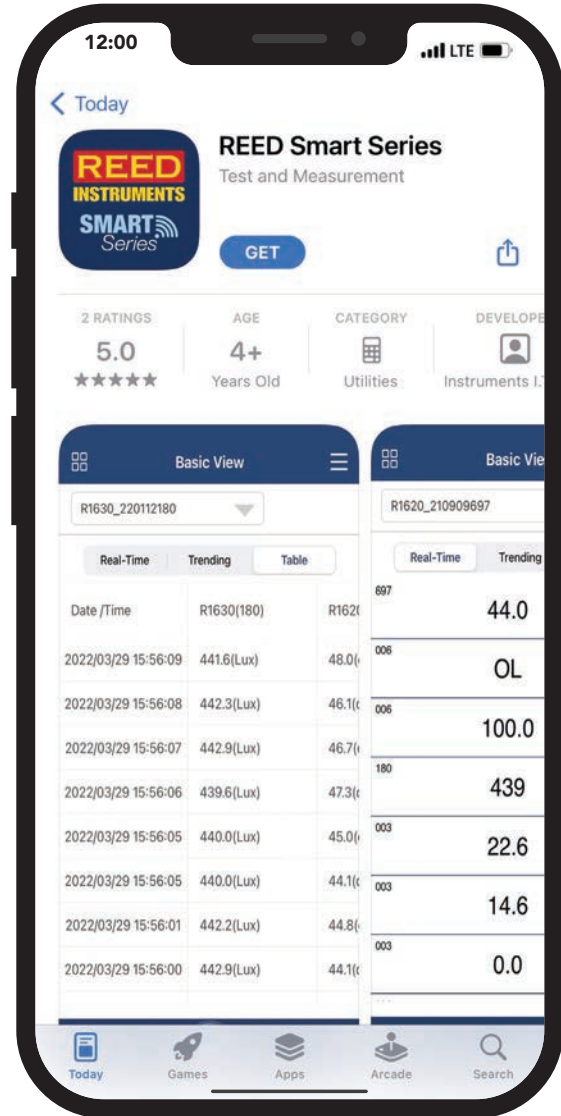 12:00
LTE
Today
REED
INSTRUMENTS
SMART
Series
REED Smart Series
Test and Measurement
GET
2 RATINGS AGE CATEGORY DEVELOPE
5.0 4+
Years Old Utilities Instruments I.
Basic View
R1630_220112180
Real-Time Trending Table
Date /Time R1630(180) R1620
2022/03/29 15:56:09 441.6(Lux) 48.0(
2022/03/29 15:56:08 442.3(Lux) 46.1(
2022/03/29 15:56:07 442.9(Lux) 46.7(
2022/03/29 15:56:06 439.6(Lux) 47.3(
2022/03/29 15:56:05 440.0(Lux) 45.0(
2022/03/29 15:56:05 440.0(Lux) 44.1(
2022/03/29 15:56:01 442.2(Lux) 44.8(
2022/03/29 15:56:00 442.9(Lux) 44.1(
Basic Vie
R1620_210909697
Real-Time Trending
697
44.0
006
OL
006
100.0
180
439
003
22.6
003
14.6
003
0.0
Today Games Apps Arcade Search